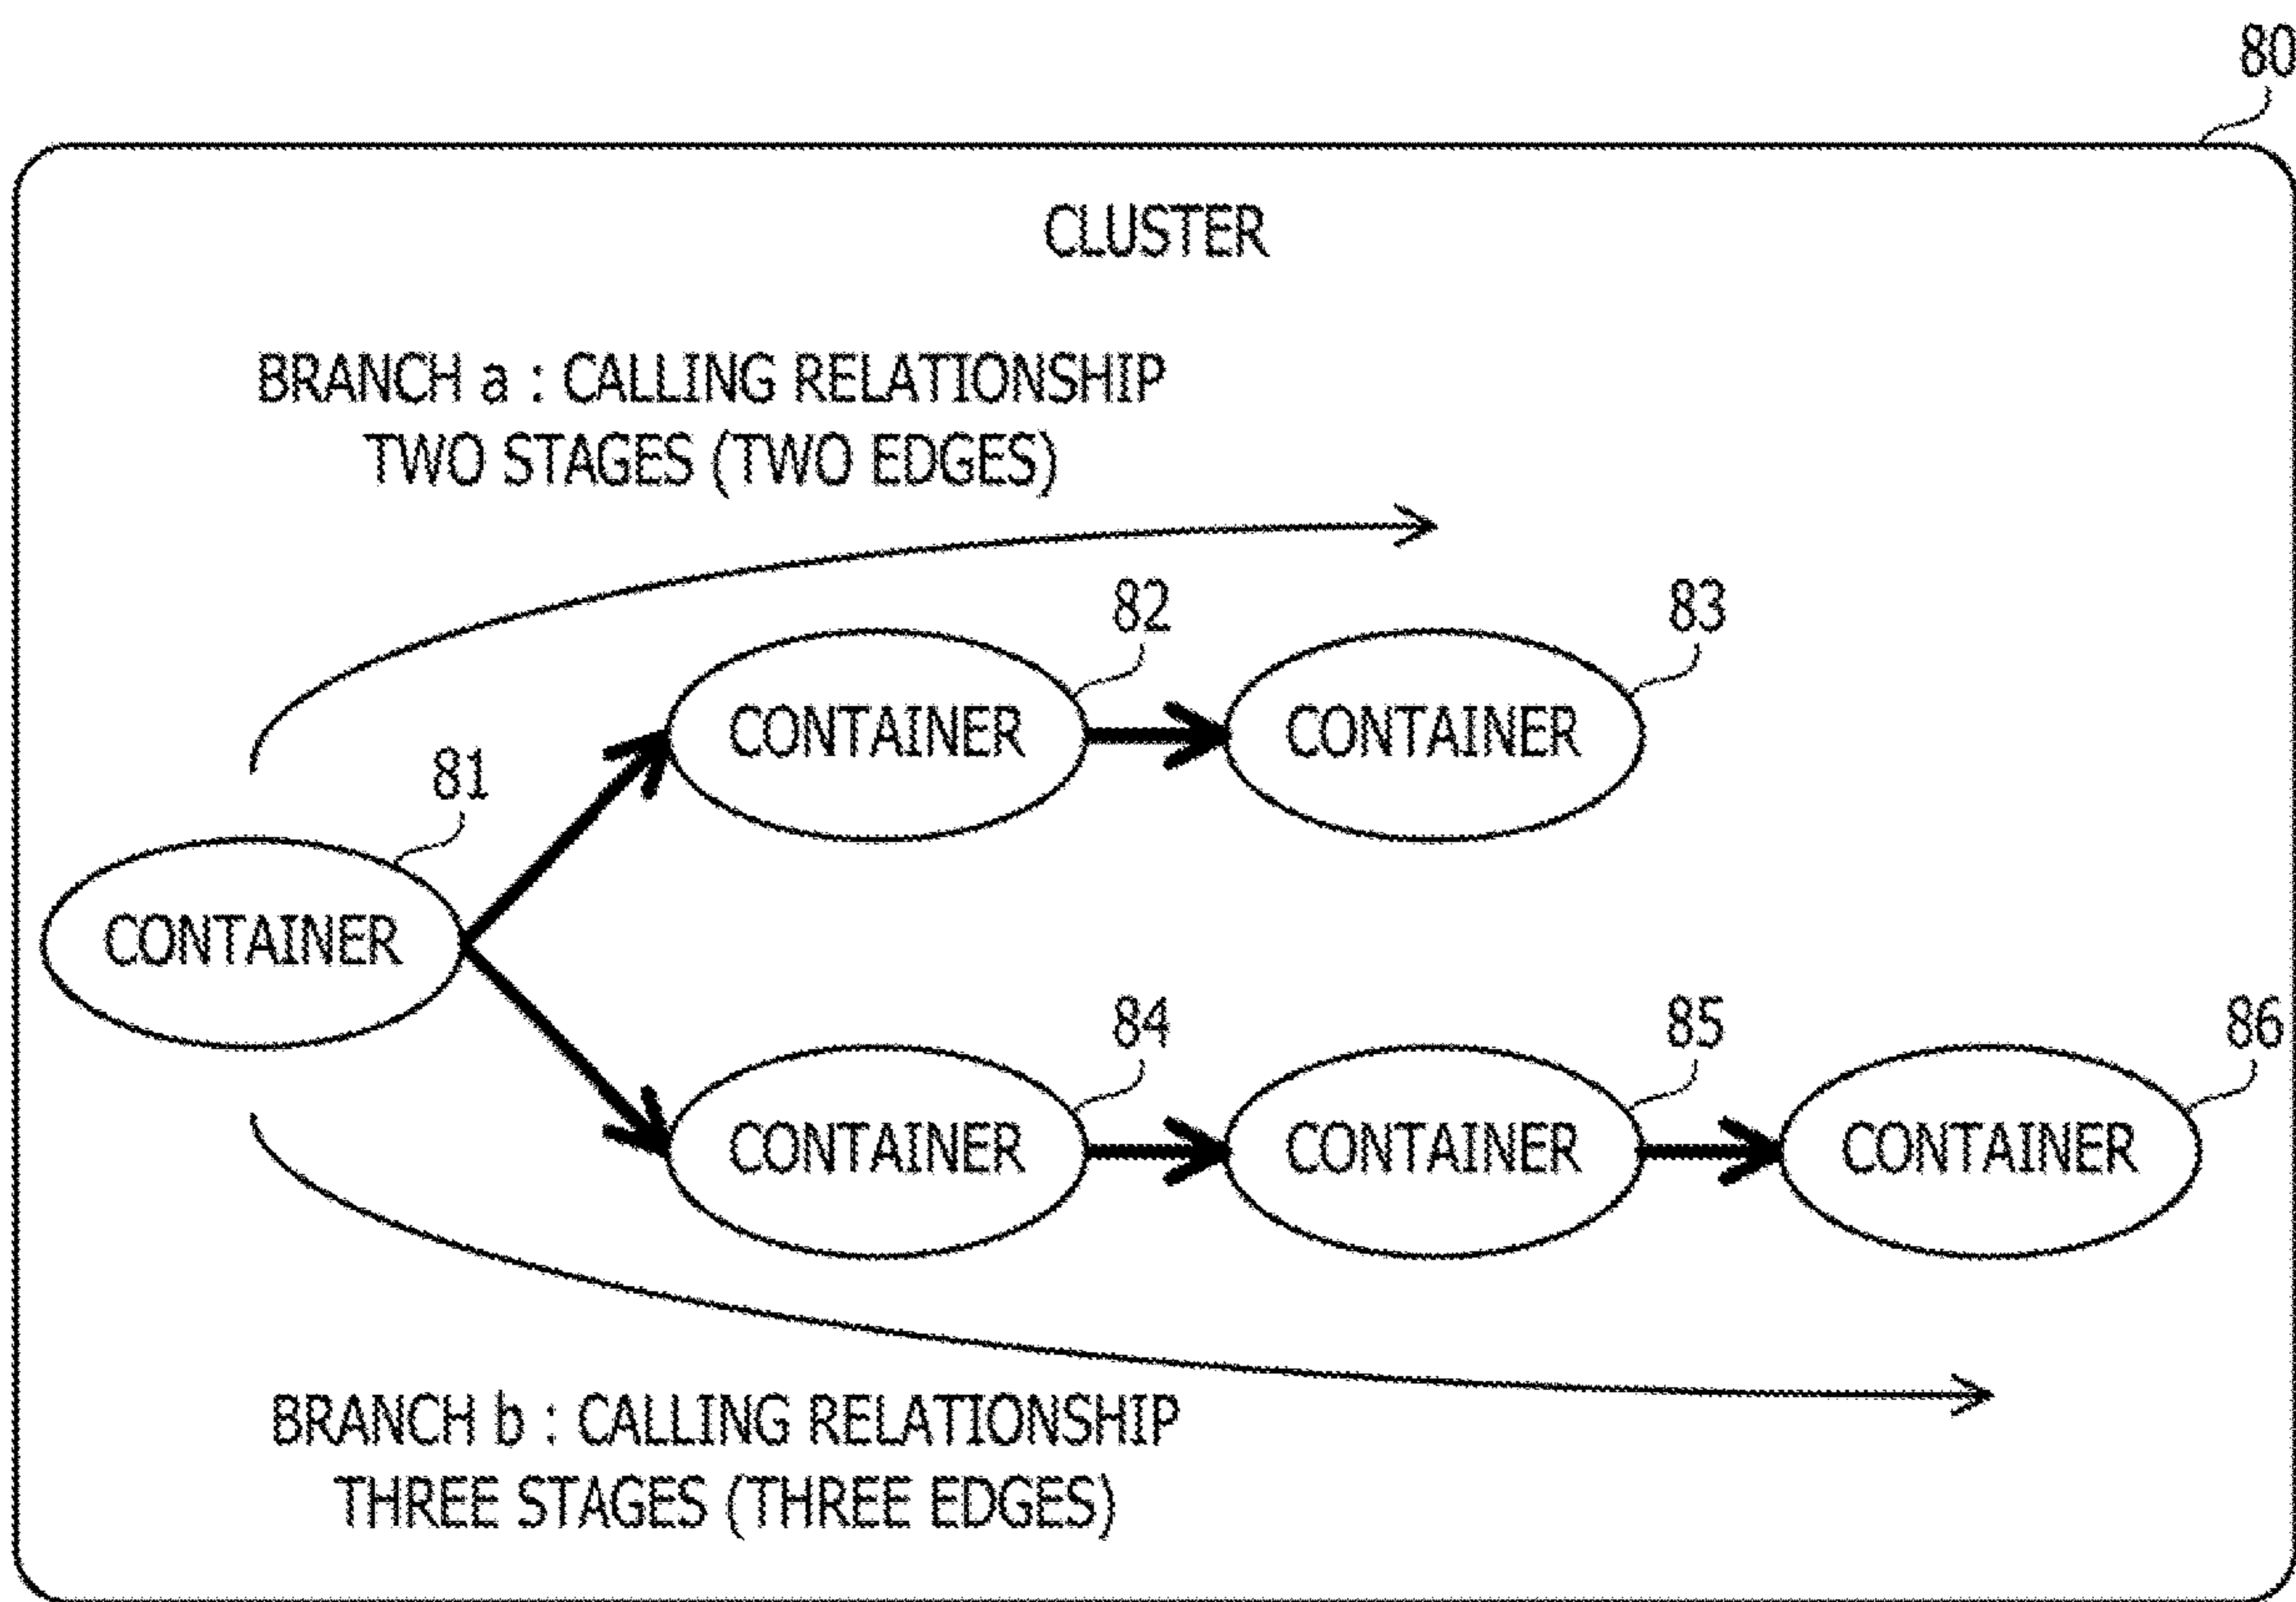 80
CLUSTER
BRANCH a : CALLING RELATIONSHIP
TWO STAGES (TWO EDGES)
82
83
CONTAINER
CONTAINER
81
CONTAINER
84
85
86
CONTAINER
CONTAINER
CONTAINER
BRANCH b : CALLING RELATIONSHIP
THREE STAGES (THREE EDGES)